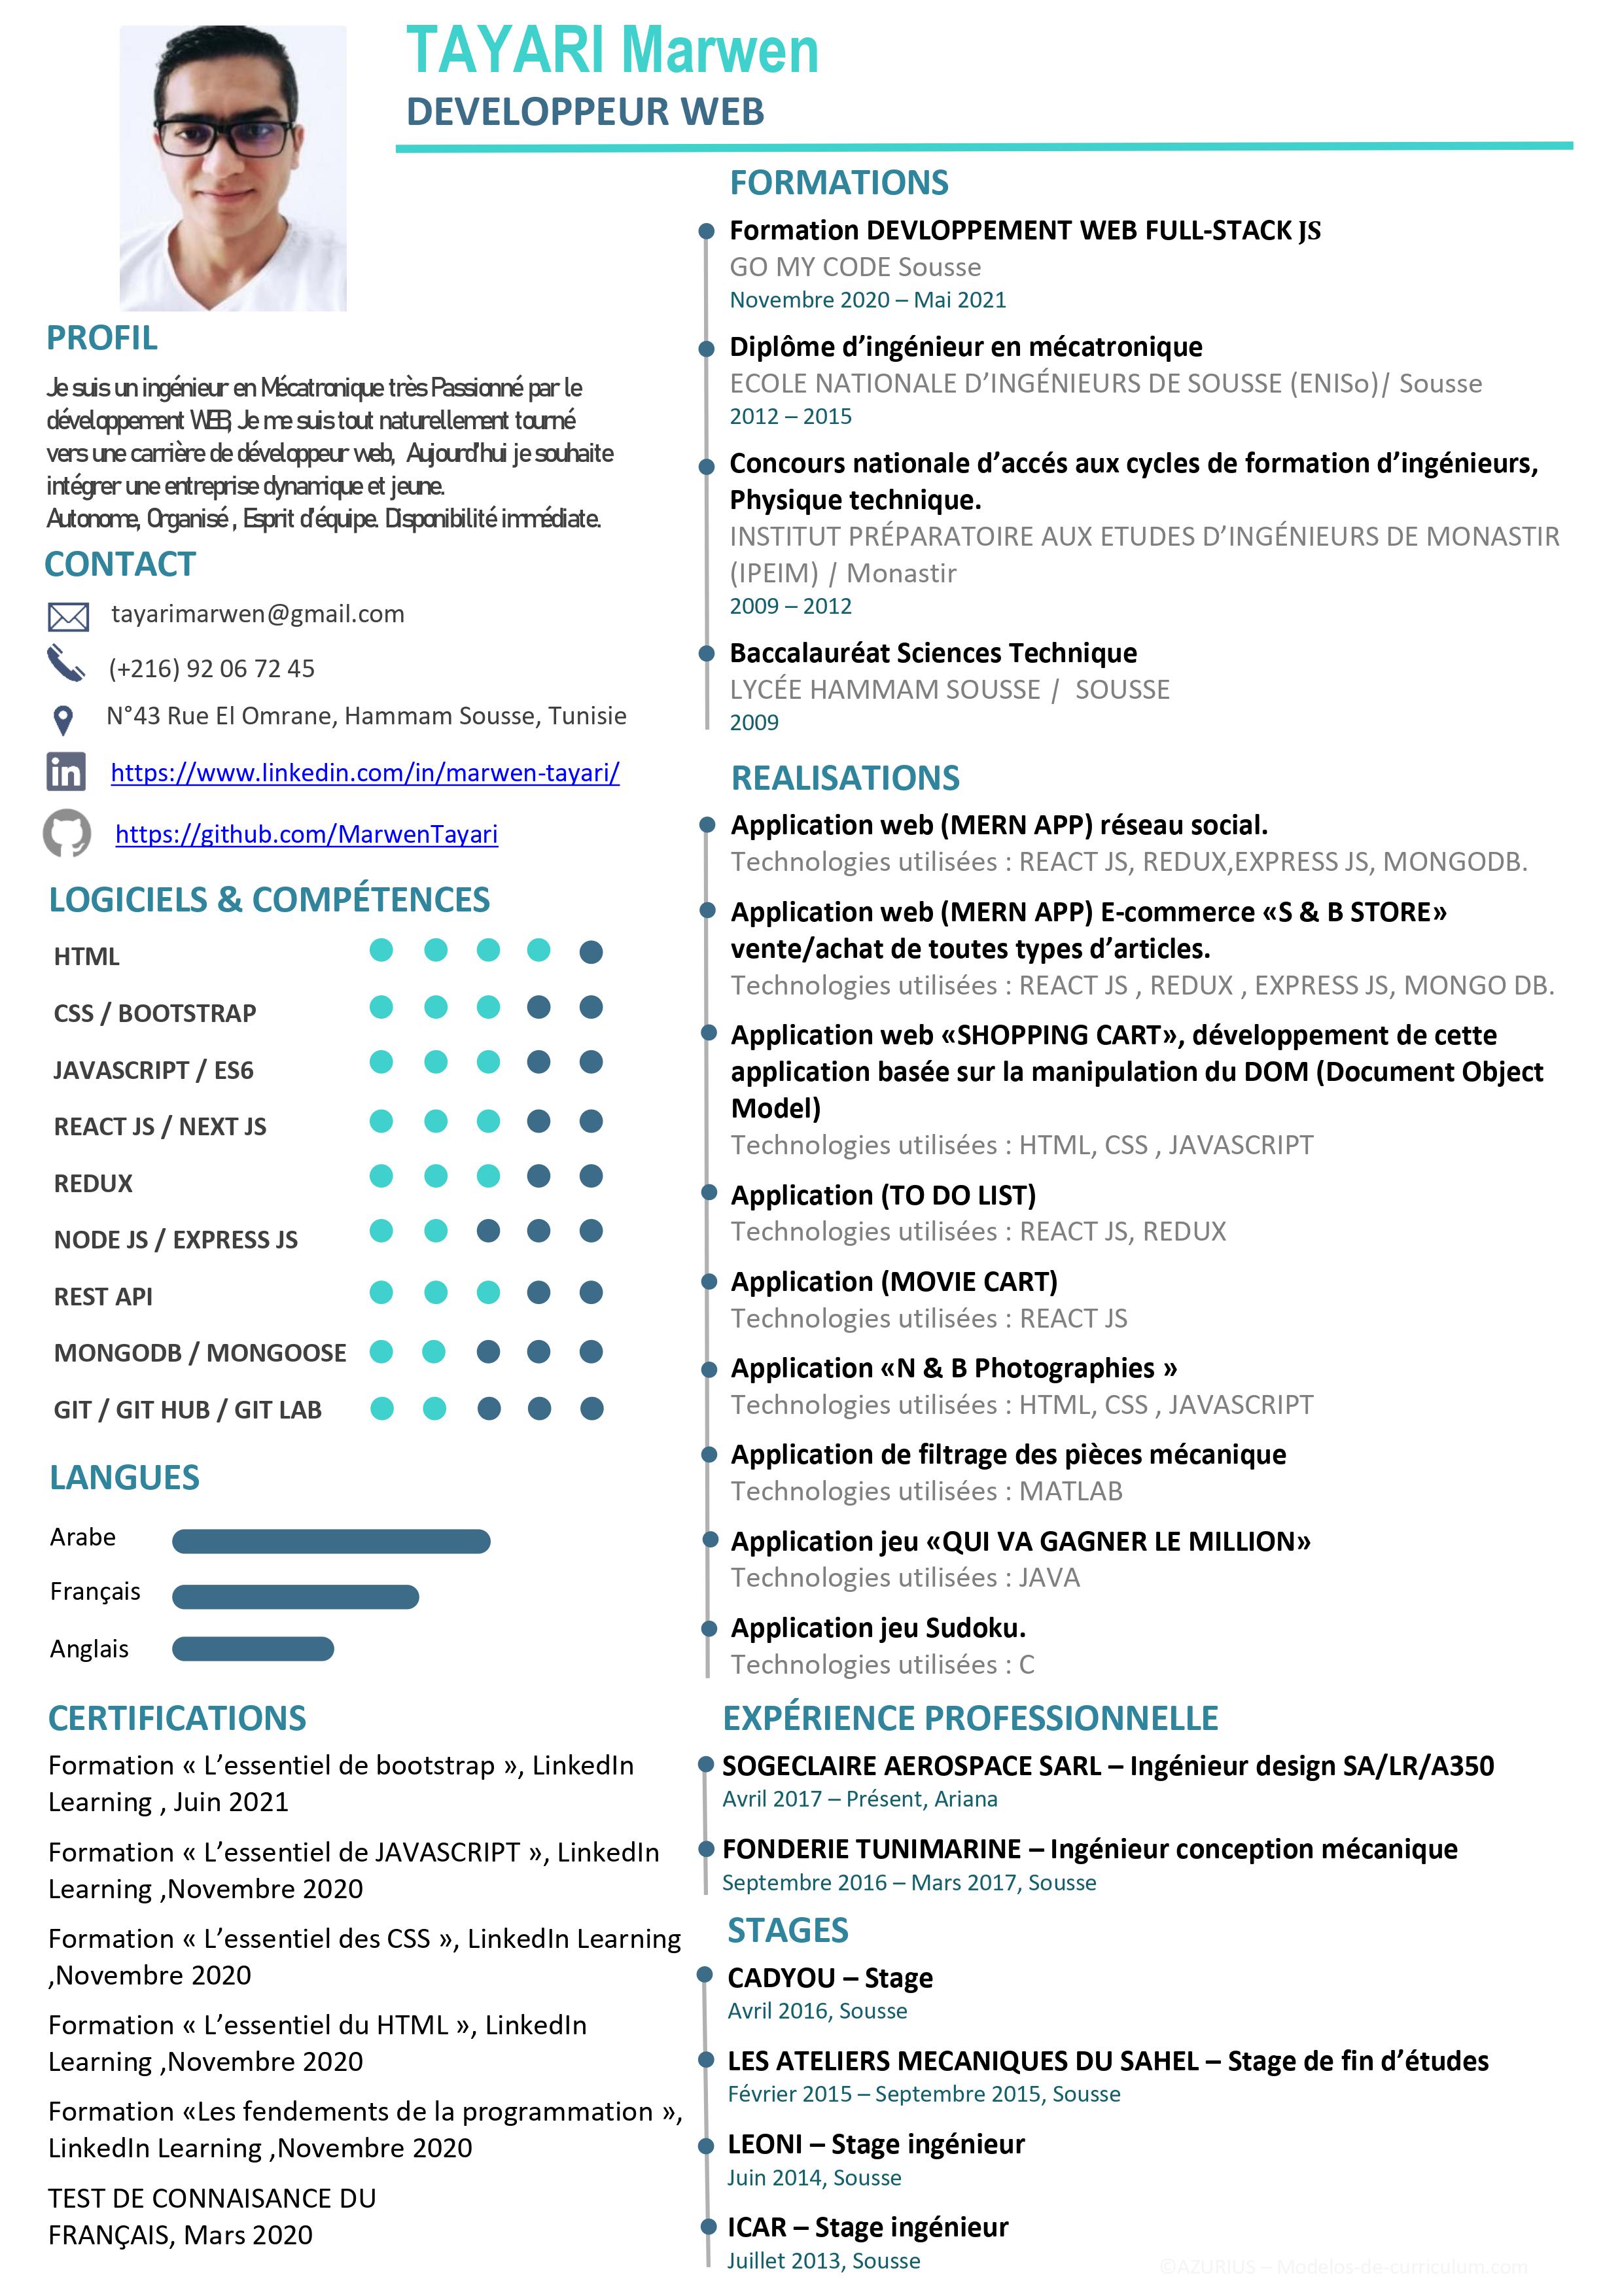 TAYARI Marwen
DEVELOPPEUR WEB
PROFIL
Je suis un ingénieur en Mécatronique très Passionné par le
développement WEB, Je me suis tout naturellement tourné
vers une carrière de développeur web, Aujourd'hui je souhaite
intégrer une entreprise dynamique et jeune.
Autonome, Organisé , Esprit d'équipe. Disponibilité immédiate.
CONTACT
tayarimarwen@gmail.com
(+216) 92 06 72 45
N°43 Rue El Omrane, Hammam Sousse, Tunisie
https://www.linkedin.com/in/marwen-tayari/
https://github.com/MarwenTayari
LOGICIELS & COMPÉTENCES
HTML
CSS / BOOTSTRAP
JAVASCRIPT / ES6
REACT JS / NEXT JS
REDUX
NODE JS / EXPRESS JS
REST API
MONGODB / MONGOOSE
GIT / GIT HUB / GIT LAB
LANGUES
Arabe
Français
Anglais
CERTIFICATIONS
Formation « L’essentiel de bootstrap », LinkedIn
Learning , Juin 2021
Formation « L’essentiel de JAVASCRIPT », LinkedIn
Learning ,Novembre 2020
Formation « L’essentiel des CSS », LinkedIn Learning
,Novembre 2020
Formation « L’essentiel du HTML », LinkedIn
Learning ,Novembre 2020
Formation «Les fendements de la programmation »,
LinkedIn Learning ,Novembre 2020
TEST DE CONNAISANCE DU
FRANÇAIS, Mars 2020
FORMATIONS
Formation DEVLOPPEMENT WEB FULL-STACK JS
GO MY CODE Sousse
Novembre 2020 – Mai 2021
Diplôme d’ingénieur en mécatronique
ECOLE NATIONALE D’INGÉNIEURS DE SOUSSE (ENISo)/ Sousse
2012 – 2015
Concours nationale d’accés aux cycles de formation d’ingénieurs,
Physique technique.
INSTITUT PRÉPARATOIRE AUX ETUDES D’INGÉNIEURS DE MONASTIR
(IPEIM) / Monastir
2009 – 2012
Baccalauréat Sciences Technique
LYCÉE HAMMAM SOUSSE / SOUSSE
2009
REALISATIONS
Application web (MERN APP) réseau social.
Technologies utilisées : REACT JS, REDUX,EXPRESS JS, MONGODB.
Application web (MERN APP) E-commerce «S & B STORE»
vente/achat de toutes types d’articles.
Technologies utilisées : REACT JS , REDUX , EXPRESS JS, MONGO DB.
Application web «SHOPPING CART», développement de cette
application basée sur la manipulation du DOM (Document Object
Model)
Technologies utilisées : HTML, CSS , JAVASCRIPT
Application (TO DO LIST)
Technologies utilisées : REACT JS, REDUX
Application (MOVIE CART)
Technologies utilisées : REACT JS
Application «N & B Photographies »
Technologies utilisées : HTML, CSS , JAVASCRIPT
Application de filtrage des pièces mécanique
Technologies utilisées : MATLAB
Application jeu «QUI VA GAGNER LE MILLION»
Technologies utilisées : JAVA
Application jeu Sudoku.
Technologies utilisées : C
EXPÉRIENCE PROFESSIONNELLE
SOGECLAIRE AEROSPACE SARL – Ingénieur design SA/LR/A350
Avril 2017 – Présent, Ariana
FONDERIE TUNIMARINE – Ingénieur conception mécanique
Septembre 2016 – Mars 2017, Sousse
STAGES
CADYOU – Stage
Avril 2016, Sousse
LES ATELIERS MECANIQUES DU SAHEL – Stage de fin d’études
Février 2015 – Septembre 2015, Sousse
LEONI – Stage ingénieur
Juin 2014, Sousse
ICAR – Stage ingénieur
Juillet 2013, Sousse
©AZURIUS – Modelos-de-curriculum.com